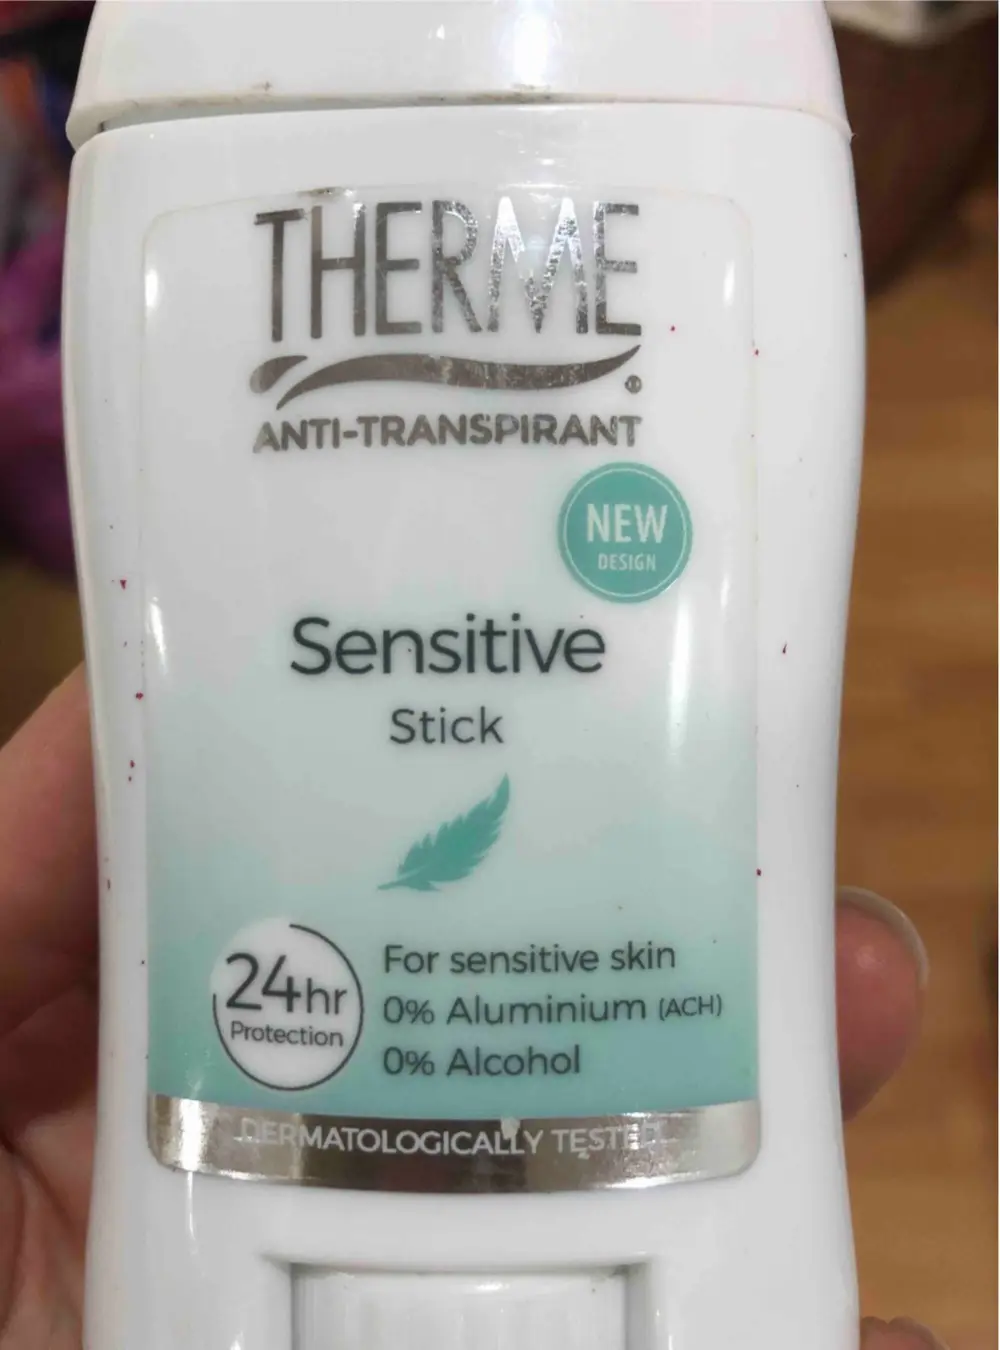 THERME
®
ANTI-TRANSPIRANT
NEW
DESIGN
Sensitive
Stick
24hr
Protection
For sensitive skin
0% Aluminium (ACH)
0% Alcohol
DERMATOLOGICALLY TESTED